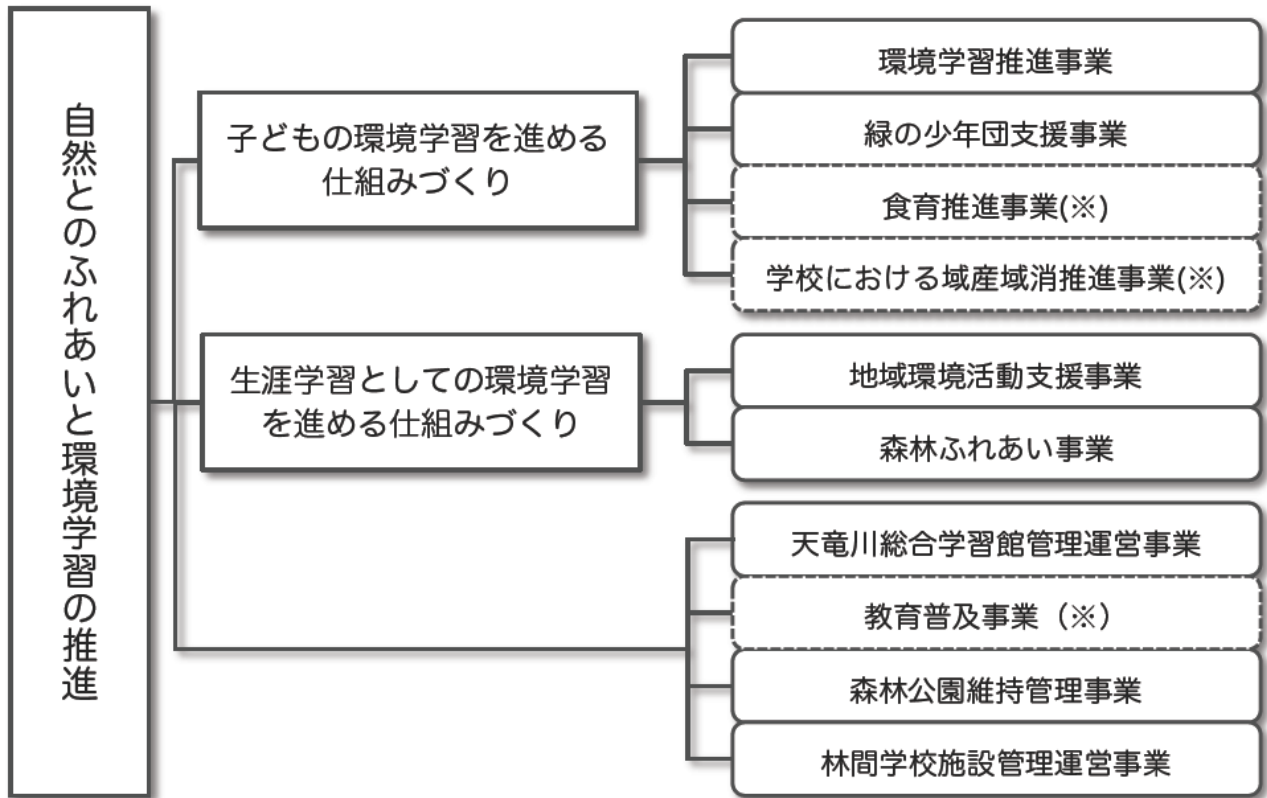 自然とのふれあいと環境学習の推進
子どもの環境学習を進める
仕組みづくり
環境学習推進事業
緑の少年団支援事業
食育推進事業(※)
学校における域産域消推進事業(※)
生涯学習としての環境学習
を進める仕組みづくり
地域環境活動支援事業
森林ふれあい事業
天竜川総合学習館管理運営事業
教育普及事業（※）
森林公園維持管理事業
林間学校施設管理運営事業